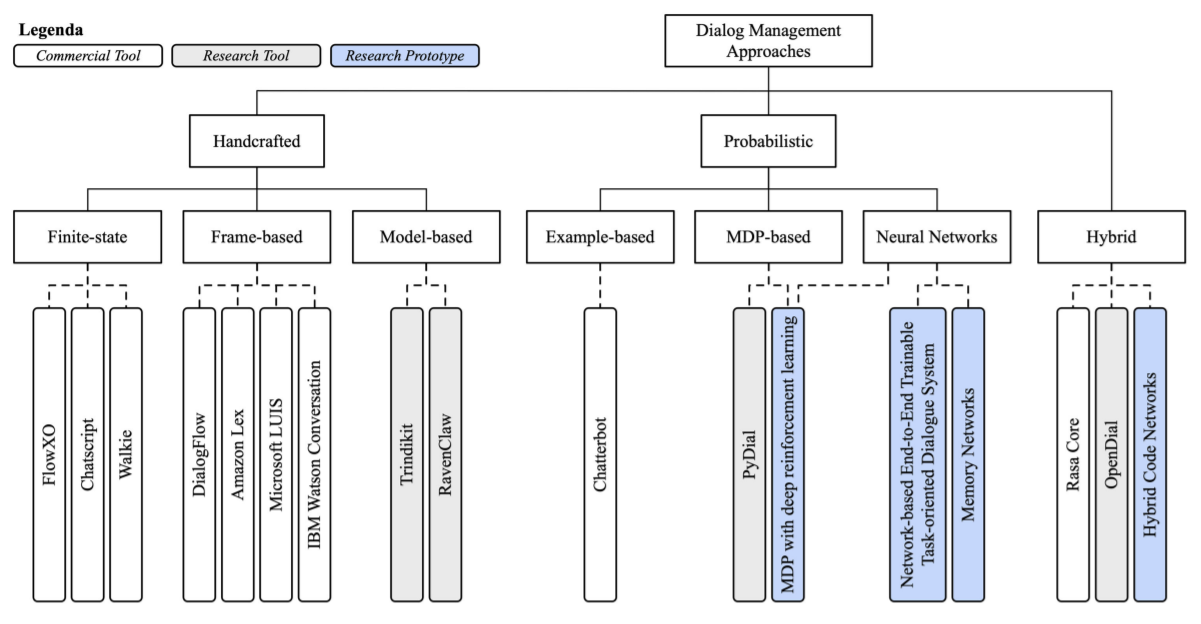 Legenda
Commercial Tool
Research Tool
Research Prototype
Dialog Management
Approaches
Handcrafted
Probabilistic
Finite-state
Frame-based
Model-based
Example-based
MDP-based
Neural Networks
Hybrid
FlowXO
Chatscript
Walkie
DialogFlow
Amazon Lex
Microsoft LUIS
IBM Watson Conversation
Trindikit
RavenClaw
Chatterbot
PyDial
MDP with deep reinforcement learning
Network-based End-to-End Trainable
Task-oriented Dialogue System
Memory Networks
Rasa Core
OpenDial
Hybrid Code Networks